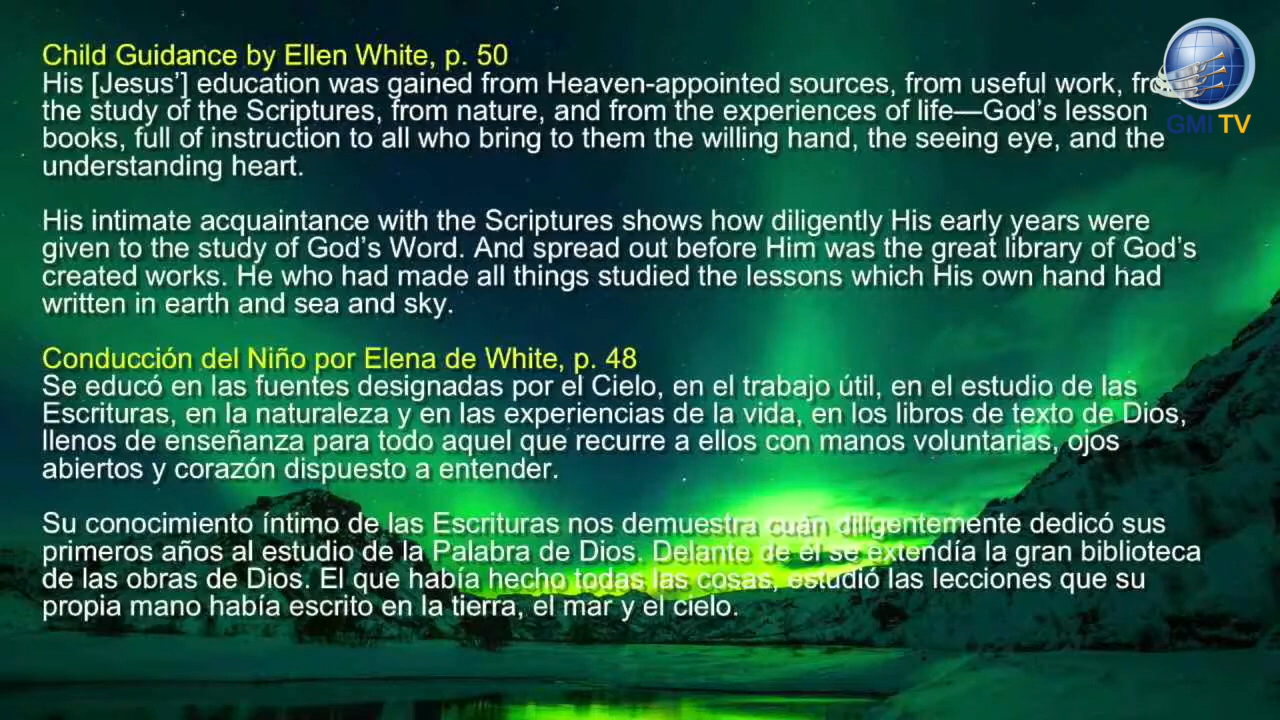 Child Guidance by Ellen White, p. 50
His [Jesus’] education was gained from Heaven-appointed sources, from useful work, from
the study of the Scriptures, from nature, and from the experiences of life—God’s lesson
books, full of instruction to all who bring to them the willing hand, the seeing eye, and the
understanding heart.
His intimate acquaintance with the Scriptures shows how diligently His early years were
given to the study of God’s Word. And spread out before Him was the great library of God’s
created works. He who had made all things studied the lessons which His own hand had
written in earth and sea and sky.
Conducción del Niño por Elena de White, p. 48
Se educó en las fuentes designadas por el Cielo, en el trabajo útil, en el estudio de las
Escrituras, en la naturaleza y en las experiencias de la vida, en los libros de texto de Dios,
llenos de enseñanza para todo aquel que recurre a ellos con manos voluntarias, ojos
abiertos y corazón dispuesto a entender.
Su conocimiento íntimo de las Escrituras nos demuestra cuán diligentemente dedicó sus
primeros años al estudio de la Palabra de Dios. Delante de él se extendía la gran biblioteca
de las obras de Dios. El que había hecho todas las cosas, estudió las lecciones que su
propia mano había escrito en la tierra, el mar y el cielo.
GMI TV